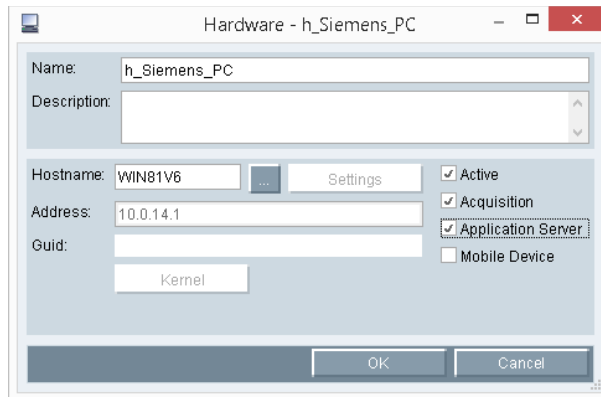 Hardware - h_Siemens_PC
Name: h_Siemens_PC
Description:
Hostname: WIN81V6 ... Settings Active
Address: 10.0.14.1 Acquisition
Guid: Application Server
Kernel Mobile Device
OK Cancel